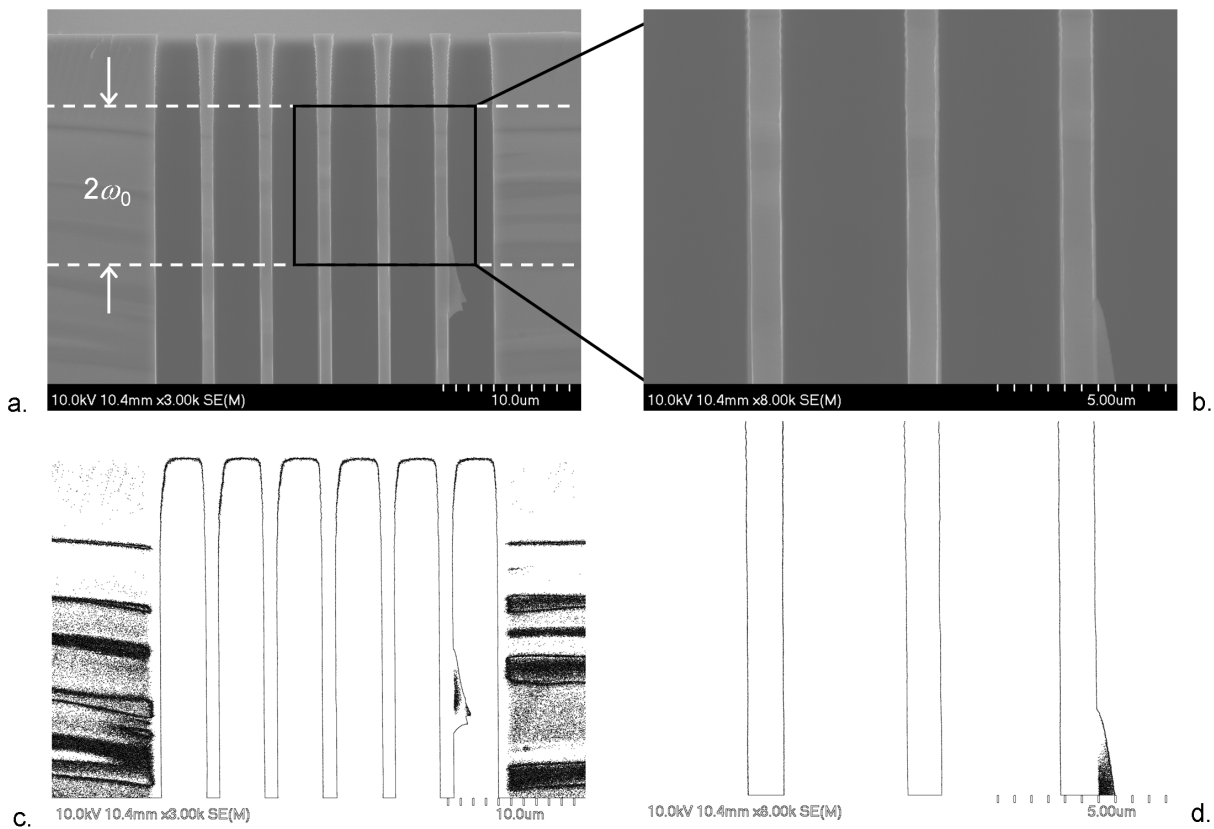 2ω0
10.0kV 10.4mm x3.00k SE(M) 10.0um
a.
10.0kV 10.4mm x8.00k SE(M) 5.00um
b.
10.0kV 10.4mm x3.00k SE(M) 10.0um
c.
10.0kV 10.4mm x8.00k SE(M) 5.00um
d.